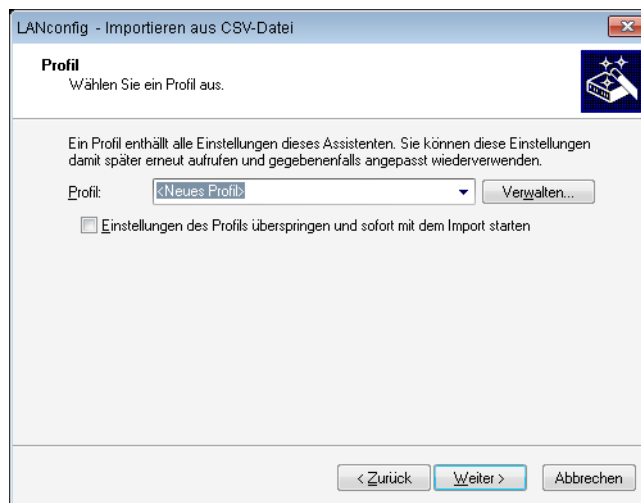 LANconfig - Importieren aus CSV-Datei
Profil
Wählen Sie ein Profil aus.
Ein Profil enthällt alle Einstellungen dieses Assistenten. Sie können diese Einstellungen
damit später erneut aufrufen und gegebenenfalls angepasst wiederverwenden.
Profil: <Neues Profil> Verwalten...
Einstellungen des Profils überspringen und sofort mit dem Import starten
< Zurück Weiter > Abbrechen